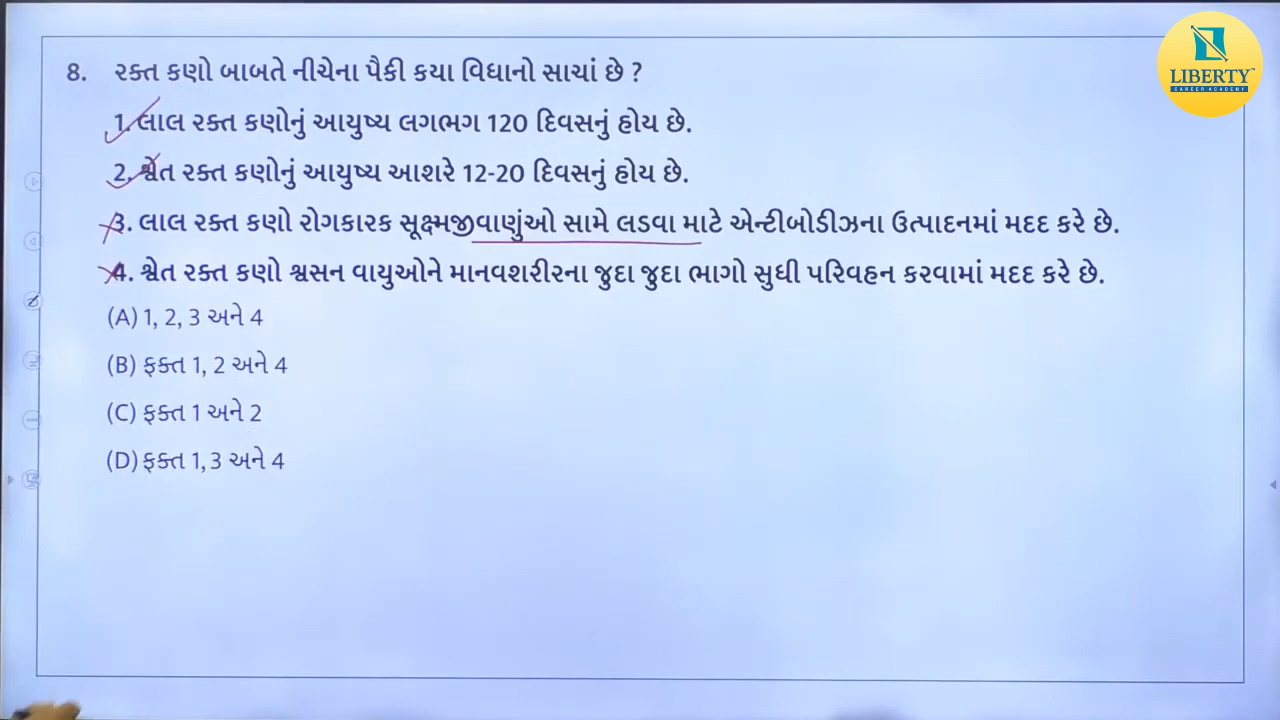 LIBERTY
CAREER ACADEMY
8. રક્ત કણો બાબતે નીચેના પૈકી કયા વિધાનો સાચાં છે ?
1. લાલ રક્ત કણોનું આયુષ્ય લગભગ 120 દિવસનું હોય છે.
2. શ્વેત રક્ત કણોનું આયુષ્ય આશરે 12-20 દિવસનું હોય છે.
3. લાલ રક્ત કણો રોગકારક સૂક્ષ્મજીવાણુંઓ સામે લડવા માટે એન્ટીબોડીઝના ઉત્પાદનમાં મદદ કરે છે.
4. શ્વેત રક્ત કણો શ્વસન વાયુઓને માનવશરીરના જુદા જુદા ભાગો સુધી પરિવહન કરવામાં મદદ કરે છે.
(A) 1, 2, 3 અને 4
(B) ફક્ત 1, 2 અને 4
(C) ફક્ત 1 અને 2
(D) ફક્ત 1, 3 અને 4